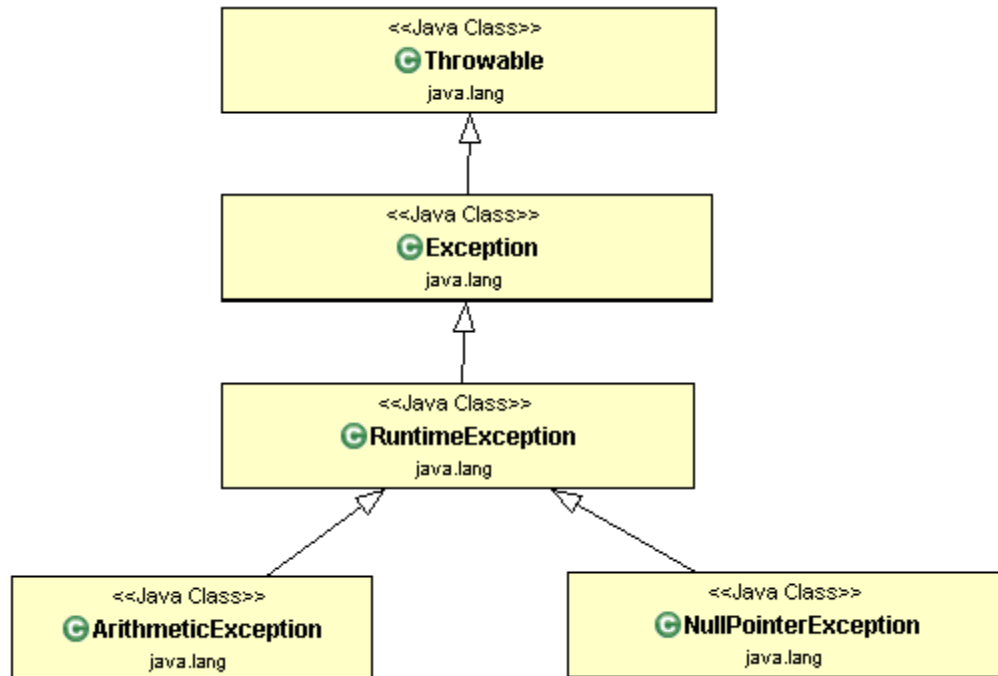 <<Java Class>>
Throwable
java.lang
<<Java Class>>
Exception
java.lang
<<Java Class>>
RuntimeException
java.lang
<<Java Class>>
ArithmeticException
java.lang
<<Java Class>>
NullPointerException
java.lang